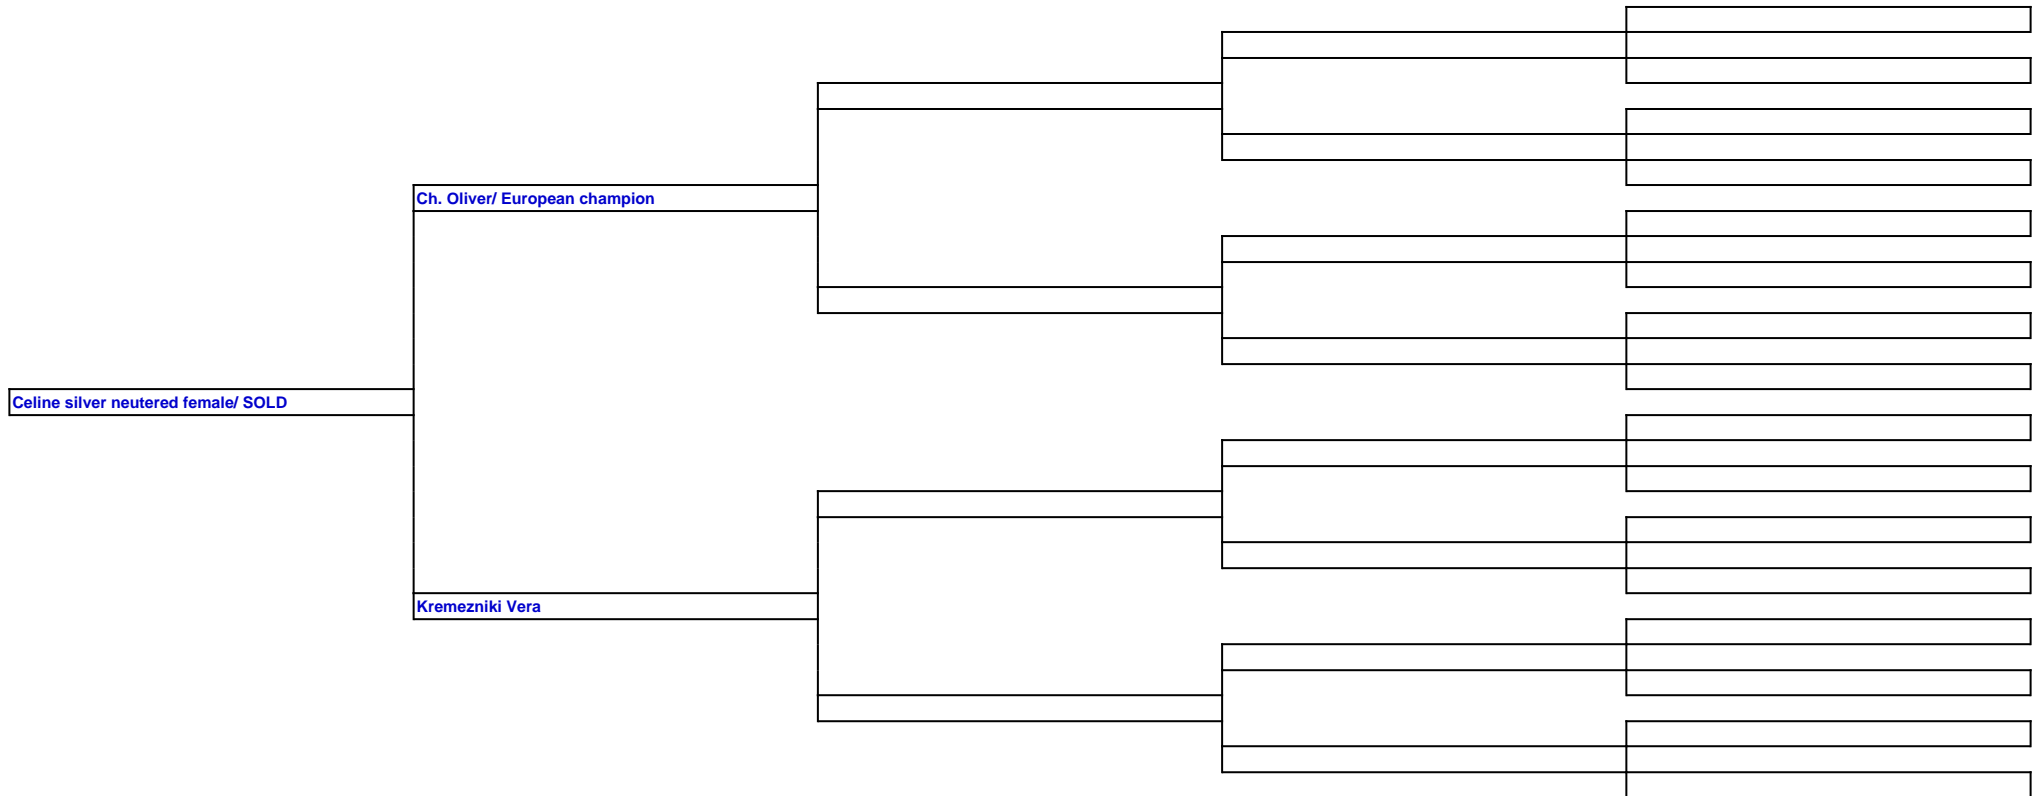 Ch. Oliver/ European champion
Celine silver neutered female/ SOLD
Kremezniki Vera